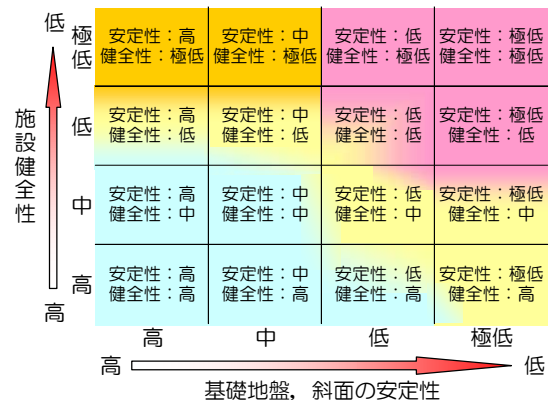 低
極低
安定性：高
健全性：極低
安定性：中
健全性：極低
安定性：低
健全性：極低
安定性：極低
健全性：極低
施設健全性
低
安定性：高
健全性：低
安定性：中
健全性：低
安定性：低
健全性：低
安定性：極低
健全性：低
中
安定性：高
健全性：中
安定性：中
健全性：中
安定性：低
健全性：中
安定性：極低
健全性：中
高
安定性：高
健全性：高
安定性：中
健全性：高
安定性：低
健全性：高
安定性：極低
健全性：高
高
高
中
低
極低
高
低
基礎地盤，斜面の安定性